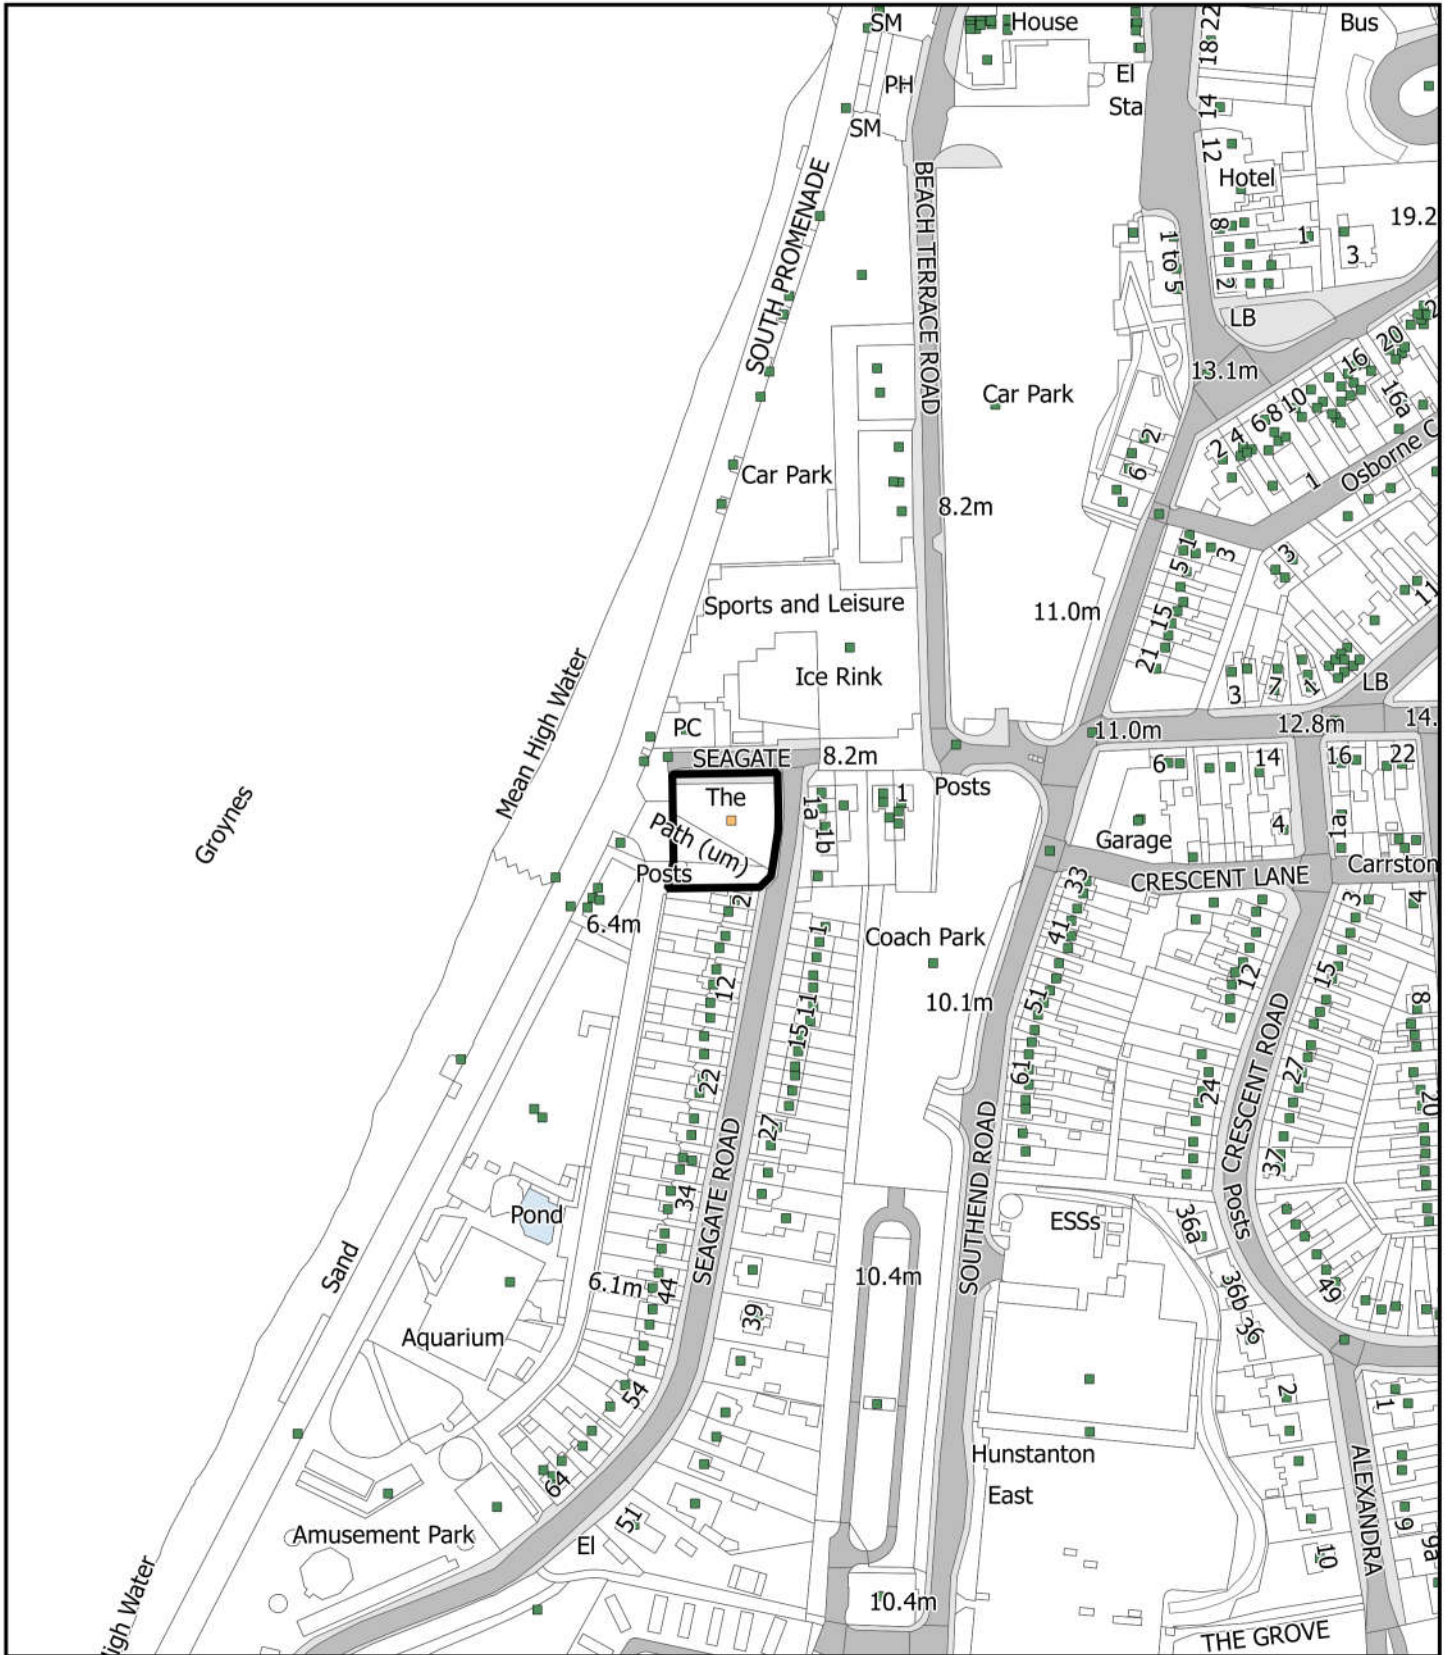 SM
House
22
Bus
18
PH
El
Sta
14
SM
12
Hotel
SOUTH PROMENADE
BEACH TERRACE ROAD
8
1
3
19.2
1 to 5
2
LB
2
13.1m
20
16
16a
Car Park
10
8
6
4
2
2
6
Car Park
1
Osborne C
8.2m
1
3
5
3
Sports and Leisure
11.0m
15
11
Ice Rink
21
3
7
1
LB
Mean High Water
PC
11.0m
12.8m
14.
SEAGATE
8.2m
6
14
16
22
The
1a
1
Posts
Groynes
Path (um)
1b
Garage
4
1a
Posts
33
CRESCENT LANE
Carrston
2
3
4
6.4m
1
Coach Park
41
12
12
15
11
10.1m
51
8
15
22
61
24
CRESCENT ROAD
27
20
27
SEAGATE ROAD
37
34
SOUTHEND ROAD
Pond
ESSs
36a
Posts
Sand
6.1m
44
10.4m
36b
49
39
36
Aquarium
54
2
1
Hunstanton
East
64
ALEXANDRA
Amusement Park
51
El
9
10
9a
High Water
10.4m
THE GROVE